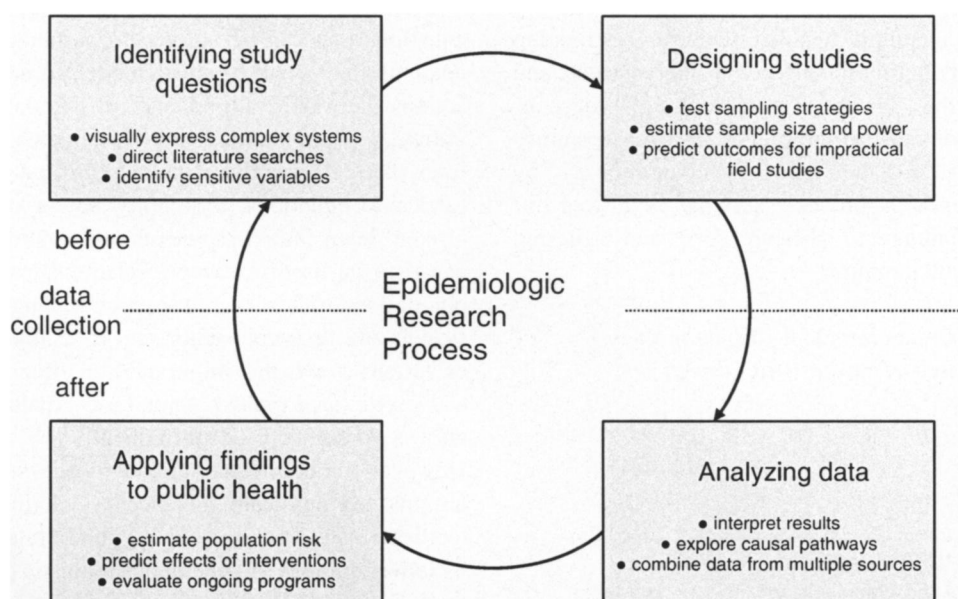 Identifying study
questions
● visually express complex systems
● direct literature searches
● identify sensitive variables
Designing studies
● test sampling strategies
● estimate sample size and power
● predict outcomes for impractical
field studies
before
data
collection
after
Epidemiologic
Research
Process
Applying findings
to public health
● estimate population risk
● predict effects of interventions
● evaluate ongoing programs
Analyzing data
● interpret results
● explore causal pathways
● combine data from multiple sources